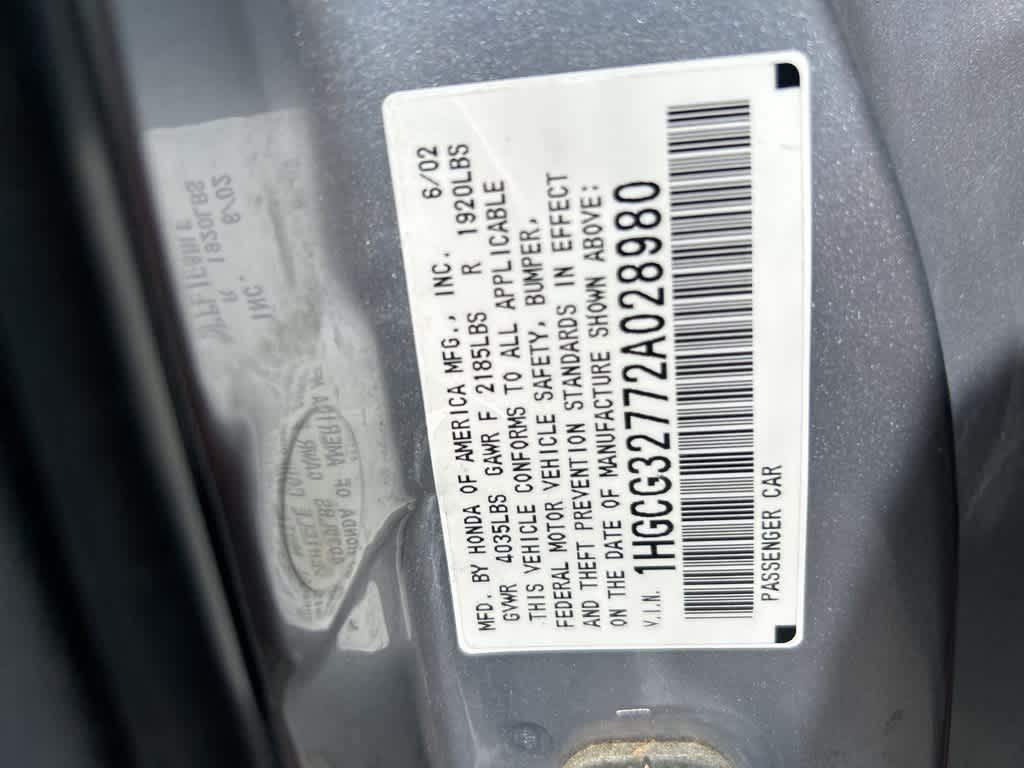 MFD. BY HONDA OF AMERICA MFG., INC. 6/02
GVWR 4035LBS GAWR F 2185LBS R 1920LBS
THIS VEHICLE CONFORMS TO ALL APPLICABLE
FEDERAL MOTOR VEHICLE SAFETY, BUMPER,
AND THEFT PREVENTION STANDARDS IN EFFECT
ON THE DATE OF MANUFACTURE SHOWN ABOVE:
V.I.N. 1HGCG32772A028980
PASSENGER CAR